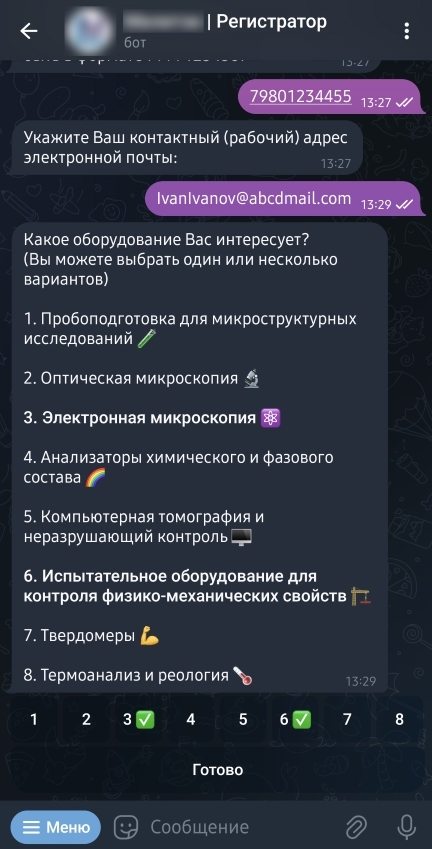 | Регистратор
бот
13:27
79801234455 13:27
Укажите Ваш контактный (рабочий) адрес
электронной почты:
13:27
IvanIvanov@abcdmail.com 13:29
Какое оборудование Вас интересует?
(Вы можете выбрать один или несколько
вариантов)
1. Пробоподготовка для микроструктурных
исследований
2. Оптическая микроскопия
3. Электронная микроскопия
4. Анализаторы химического и фазового
состава
5. Компьютерная томография и
неразрушающий контроль
6. Испытательное оборудование для
контроля физико-механических свойств
7. Твердомеры
8. Термоанализ и реология
13:29
1 2 3 4 5 6 7 8
Готово
Меню Сообщение